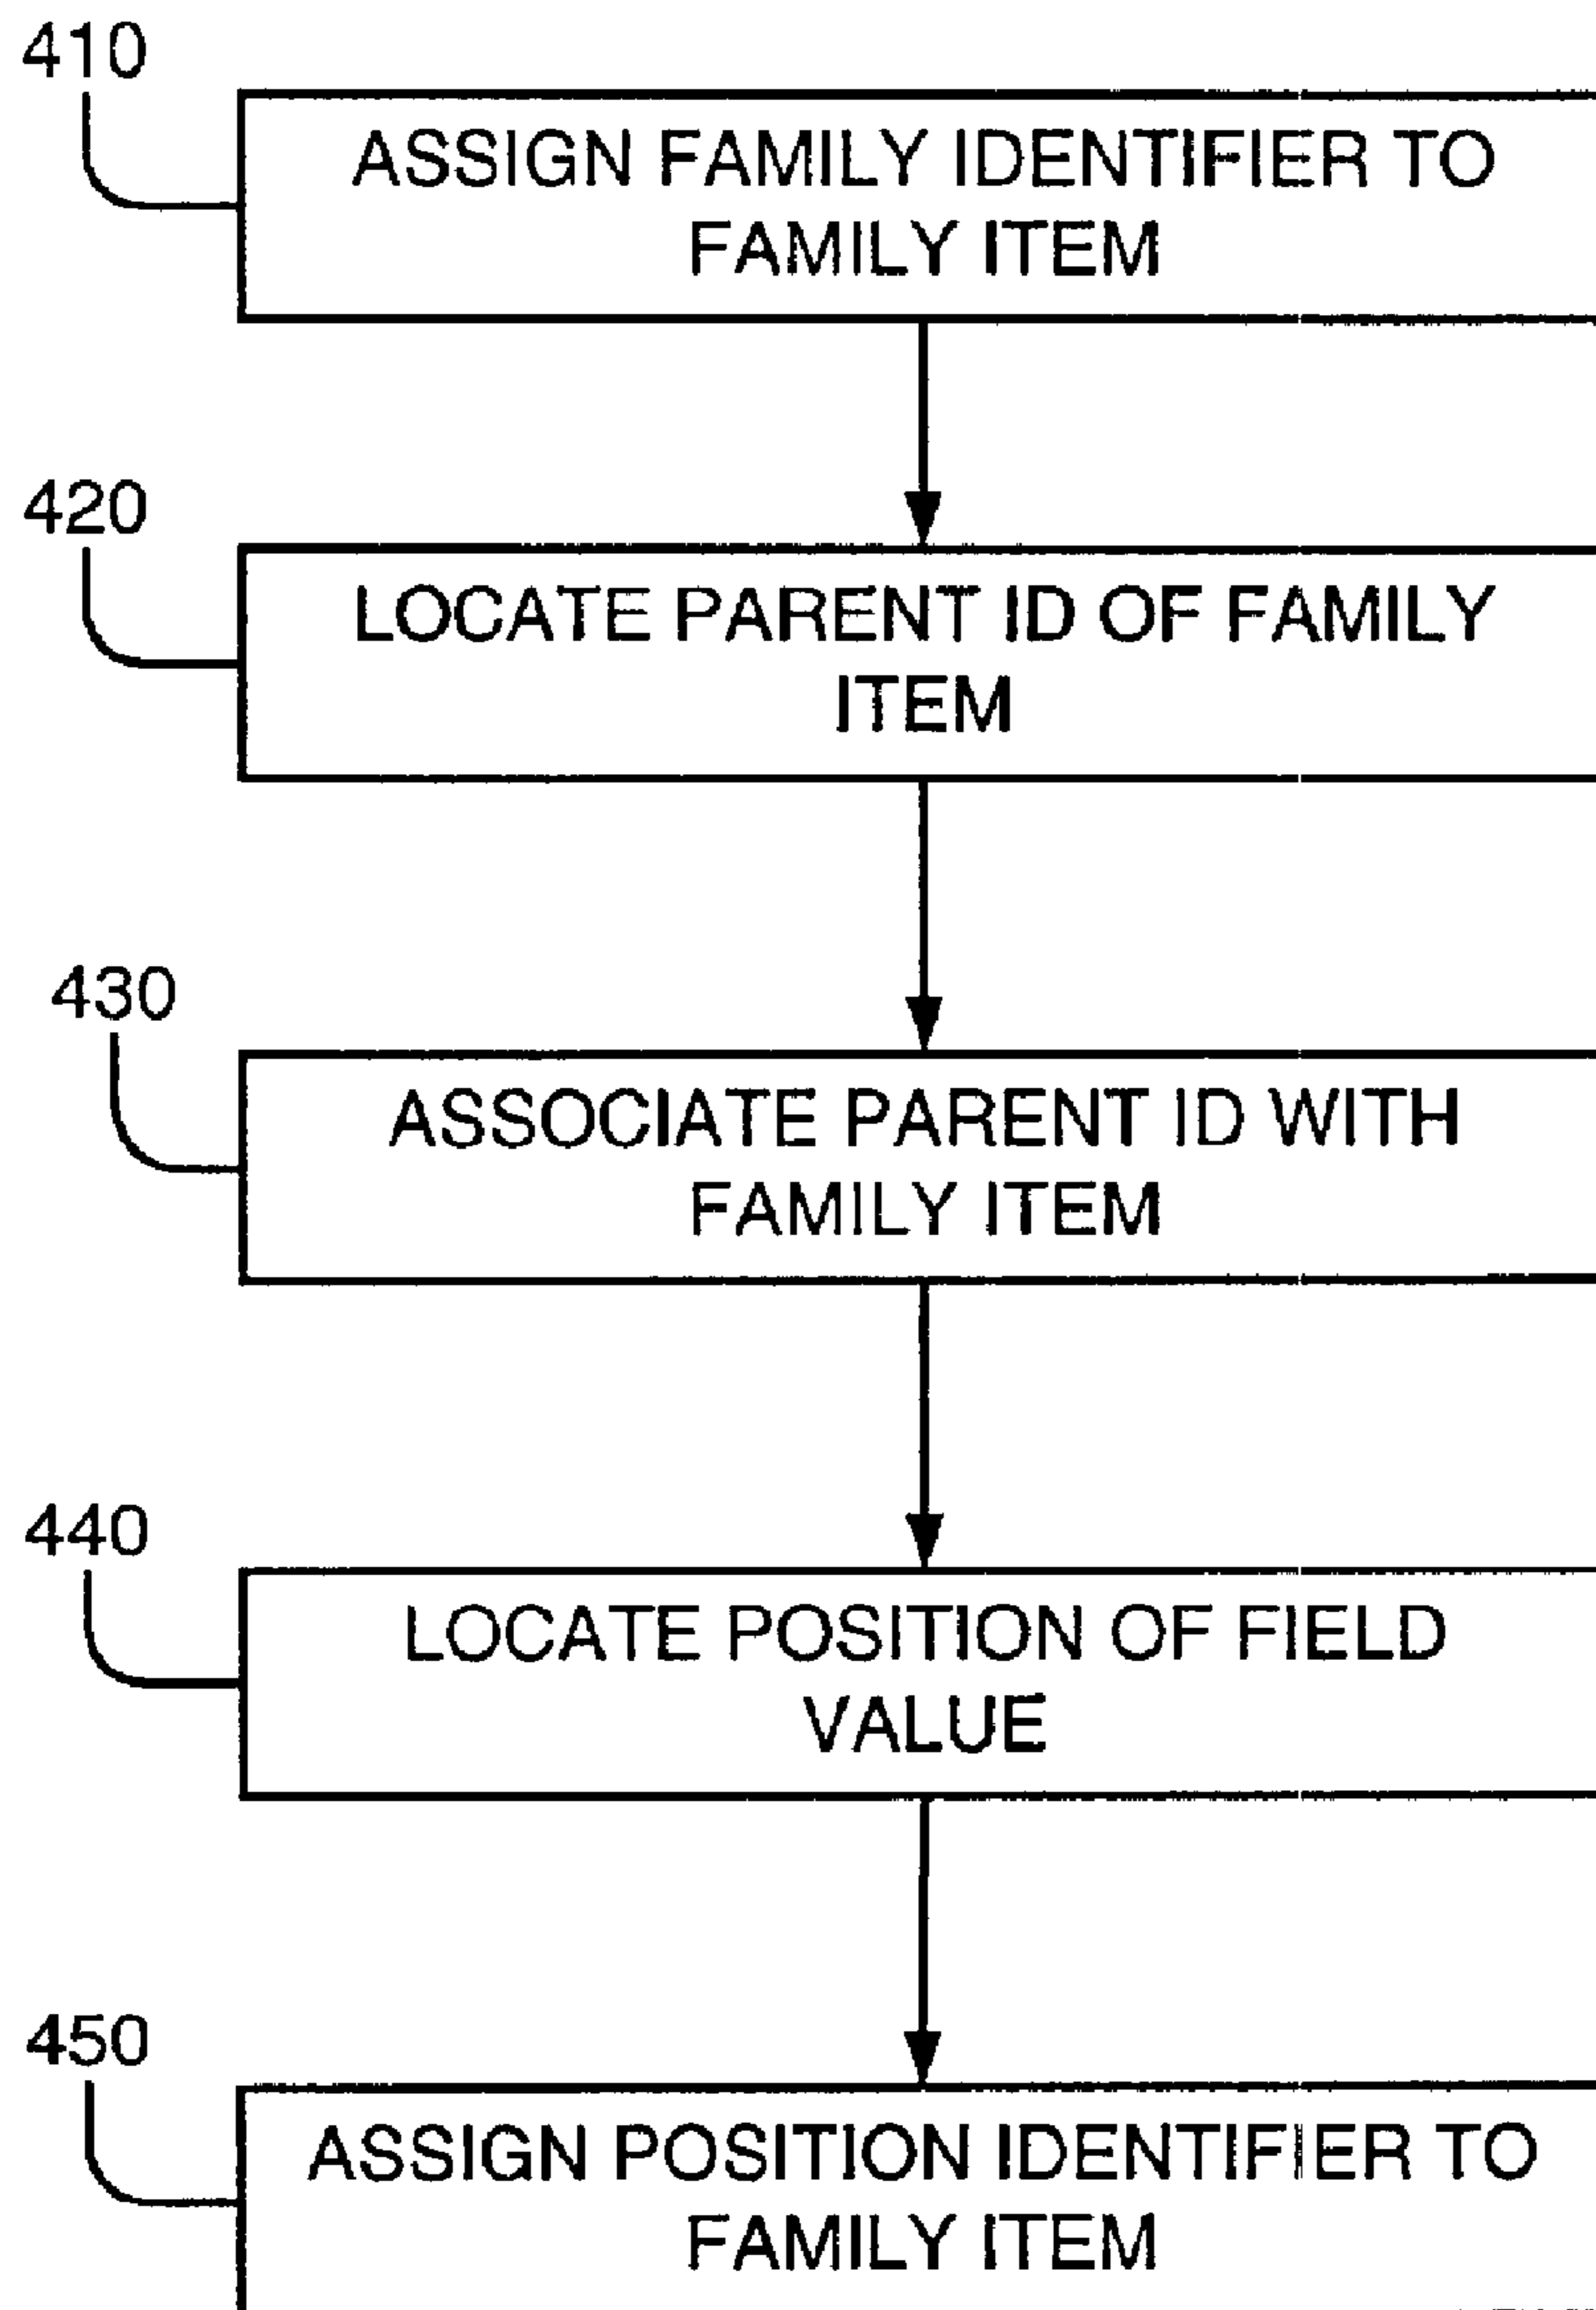 410
ASSIGN FAMILY IDENTIFIER TO
FAMILY ITEM
420
LOCATE PARENT ID OF FAMILY
ITEM
430
ASSOCIATE PARENT ID WITH
FAMILY ITEM
440
LOCATE POSITION OF FIELD
VALUE
450
ASSIGN POSITION IDENTIFIER TO
FAMILY ITEM